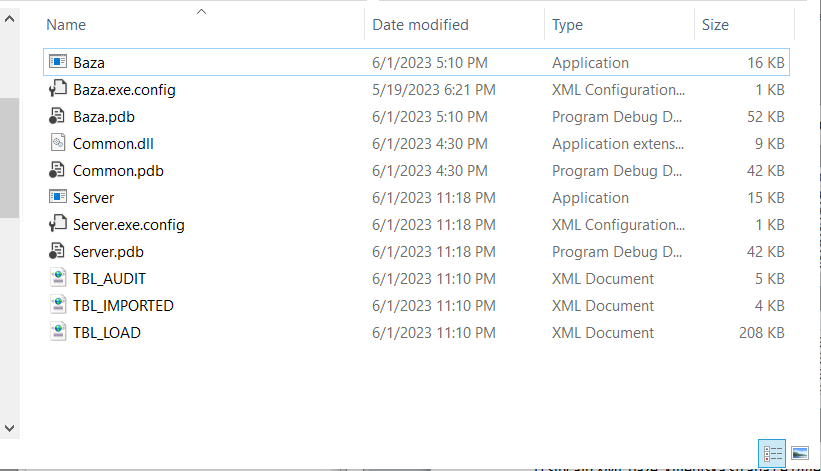 Name Date modified Type Size
Baza 6/1/2023 5:10 PM Application 16 KB
Baza.exe.config 5/19/2023 6:21 PM XML Configuration... 1 KB
Baza.pdb 6/1/2023 5:10 PM Program Debug D... 52 KB
Common.dll 6/1/2023 4:30 PM Application extens... 9 KB
Common.pdb 6/1/2023 4:30 PM Program Debug D... 42 KB
Server 6/1/2023 11:18 PM Application 15 KB
Server.exe.config 6/1/2023 11:18 PM XML Configuration... 1 KB
Server.pdb 6/1/2023 11:18 PM Program Debug D... 42 KB
TBL_AUDIT 6/1/2023 11:10 PM XML Document 5 KB
TBL_IMPORTED 6/1/2023 11:10 PM XML Document 4 KB
TBL_LOAD 6/1/2023 11:10 PM XML Document 208 KB